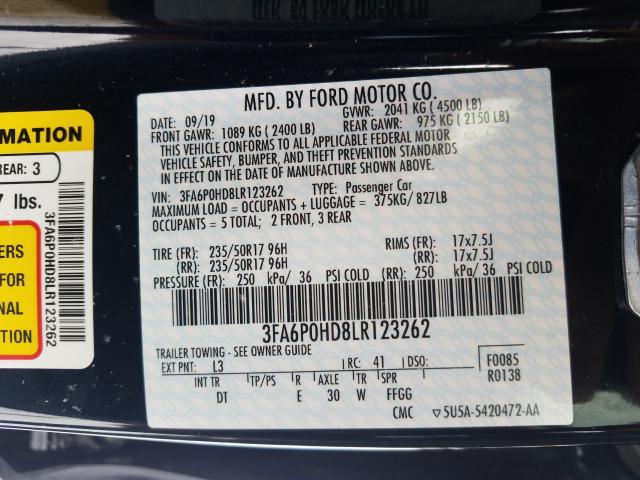 MFD. BY FORD MOTOR CO.
DATE: 09/19 GVWR: 2041 KG ( 4500 LB)
FRONT GAWR: 1089 KG ( 2400 LB) REAR GAWR: 975 KG ( 2150 LB)
THIS VEHICLE CONFORMS TO ALL APPLICABLE FEDERAL MOTOR
VEHICLE SAFETY, BUMPER, AND THEFT PREVENTION STANDARDS
IN EFFECT ON THE DATE OF MANUFACTURE SHOWN ABOVE.
VIN: 3FA6P0HD8LR123262 TYPE: Passenger Car
MAXIMUM LOAD = OCCUPANTS + LUGGAGE = 375KG/ 827LB
OCCUPANTS = 5 TOTAL; 2 FRONT, 3 REAR
TIRE (FR): 235/50R17 96H RIMS (FR): 17x7.5J
(RR): 235/50R17 96H (RR): 17x7.5J
PRESSURE (FR): 250 kPa/ 36 PSI COLD (RR): 250 kPa/36 PSI COLD
3FA6P0HD8LR123262
TRAILER TOWING - SEE OWNER GUIDE
EXT PNT: L3 RC: 41 DSO: F0085
R0138
INT TR TP/PS R AXLE TR SPR
DT E 30 W FFGG
CMC ▽5U5A-5420472-AA
RMATION
REAR: 3
7 lbs.
ERS
FOR
NAL
ON
3FA6P0HD8LR123262